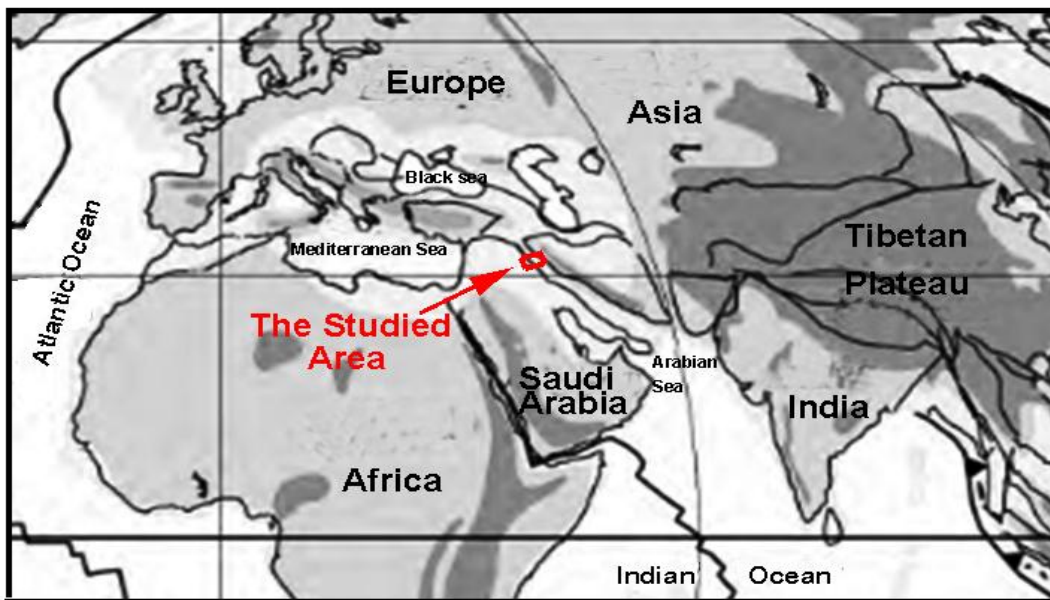 Europe
Asia
Black sea
Atlantic Ocean
Mediterranean Sea
Tibetan
Plateau
The Studied
Area
Arabian
Sea
Saudi
Arabia
India
Africa
Indian Ocean